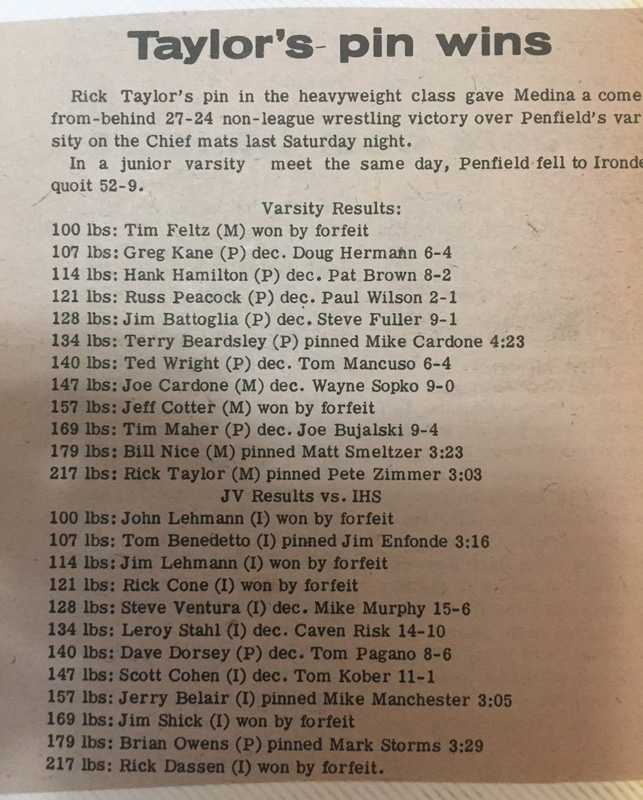 Taylor's pin wins
Rick Taylor's pin in the heavyweight class gave Medina a come
from-behind 27-24 non-league wrestling victory over Penfield's var
sity on the Chief mats last Saturday night.
In a junior varsity meet the same day, Penfield fell to Ironde
quoit 52-9.
Varsity Results:
100 lbs: Tim Feltz (M) won by forfeit
107 lbs: Greg Kane (P) dec. Doug Hermann 6-4
114 lbs: Hank Hamilton (P) dec. Pat Brown 8-2
121 lbs: Russ Peacock (P) dec. Paul Wilson 2-1
128 lbs: Jim Battoglia (P) dec. Steve Fuller 9-1
134 lbs: Terry Beardsley (P) pinned Mike Cardone 4:23
140 lbs: Ted Wright (P) dec. Tom Mancuso 6-4
147 lbs: Joe Cardone (M) dec. Wayne Sopko 9-0
157 lbs: Jeff Cotter (M) won by forfeit
169 lbs: Tim Maher (P) dec. Joe Bujalski 9-4
179 lbs: Bill Nice (M) pinned Matt Smeltzer 3:23
217 lbs: Rick Taylor (M) pinned Pete Zimmer 3:03
JV Results vs. IHS
100 lbs: John Lehmann (I) won by forfeit
107 lbs: Tom Benedetto (I) pinned Jim Enfonde 3:16
114 lbs: Jim Lehmann (I) won by forfeit
121 lbs: Rick Cone (I) won by forfeit
128 lbs: Steve Ventura (I) dec. Mike Murphy 15-6
134 lbs: Leroy Stahl (I) dec. Caven Risk 14-10
140 lbs: Dave Dorsey (P) dec. Tom Pagano 8-6
147 lbs: Scott Cohen (I) dec. Tom Kober 11-1
157 lbs: Jerry Belair (I) pinned Mike Manchester 3:05
169 lbs: Jim Shick (I) won by forfeit
179 lbs: Brian Owens (P) pinned Mark Storms 3:29
217 lbs: Rick Dassen (I) won by forfeit.